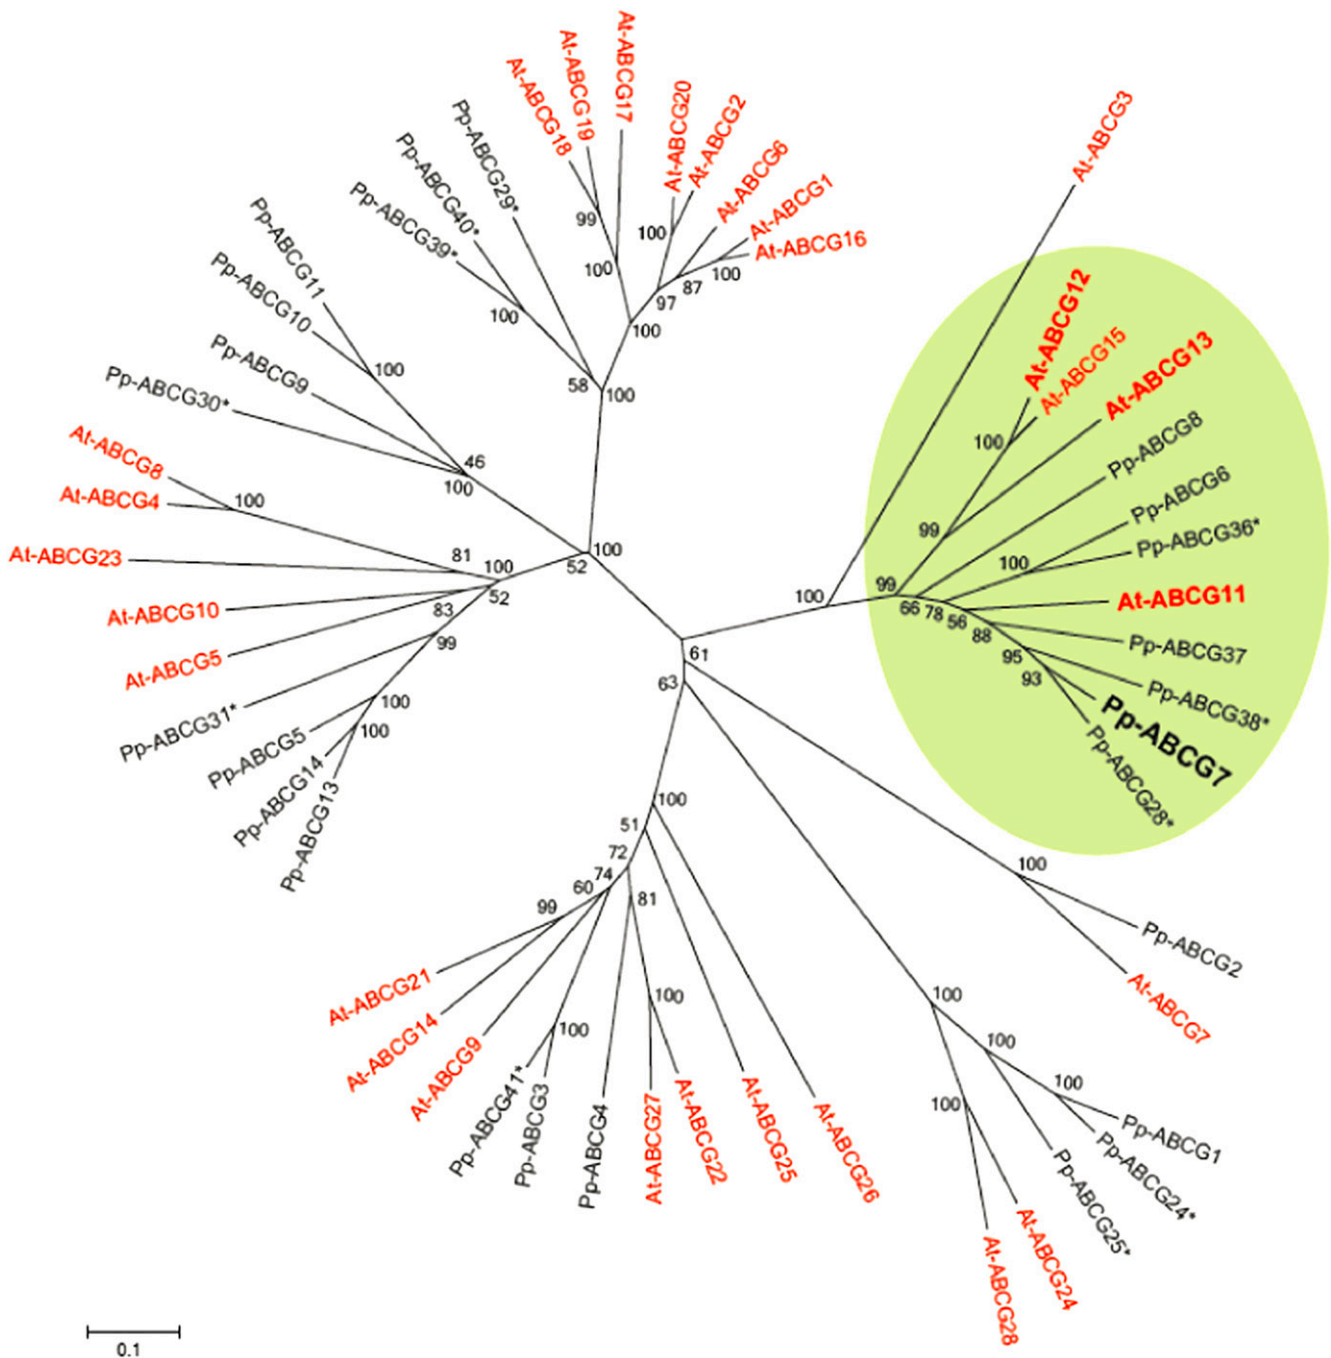 At-ABCG17
At-ABCG19
At-ABCG18
At-ABCG20
At-ABCG2
At-ABCG6
At-ABCG1
At-ABCG16
99
100
100
97
87
100
100
Pp-ABCG29*
Pp-ABCG40*
Pp-ABCG39*
100
58
100
Pp-ABCG11
Pp-ABCG10
Pp-ABCG9
Pp-ABCG30*
100
46
100
At-ABCG8
At-ABCG4
At-ABCG23
At-ABCG10
At-ABCG5
Pp-ABCG31*
Pp-ABCG5
Pp-ABCG14
Pp-ABCG13
100
81
100
52
83
99
100
100
100
52
At-ABCG3
At-ABCG12
At-ABCG15
At-ABCG13
Pp-ABCG8
Pp-ABCG6
Pp-ABCG36*
At-ABCG11
Pp-ABCG37
Pp-ABCG38*
Pp-ABCG7
Pp-ABCG28*
100
99
100
100
99
66
78
56
88
95
93
61
63
100
Pp-ABCG2
At-ABCG7
100
100
100
100
Pp-ABCG1
Pp-ABCG24*
Pp-ABCG25*
At-ABCG24
At-ABCG28
100
51
72
74
60
99
81
100
100
At-ABCG21
At-ABCG14
At-ABCG9
Pp-ABCG41*
Pp-ABCG3
Pp-ABCG4
At-ABCG27
At-ABCG22
At-ABCG25
At-ABCG26
0.1